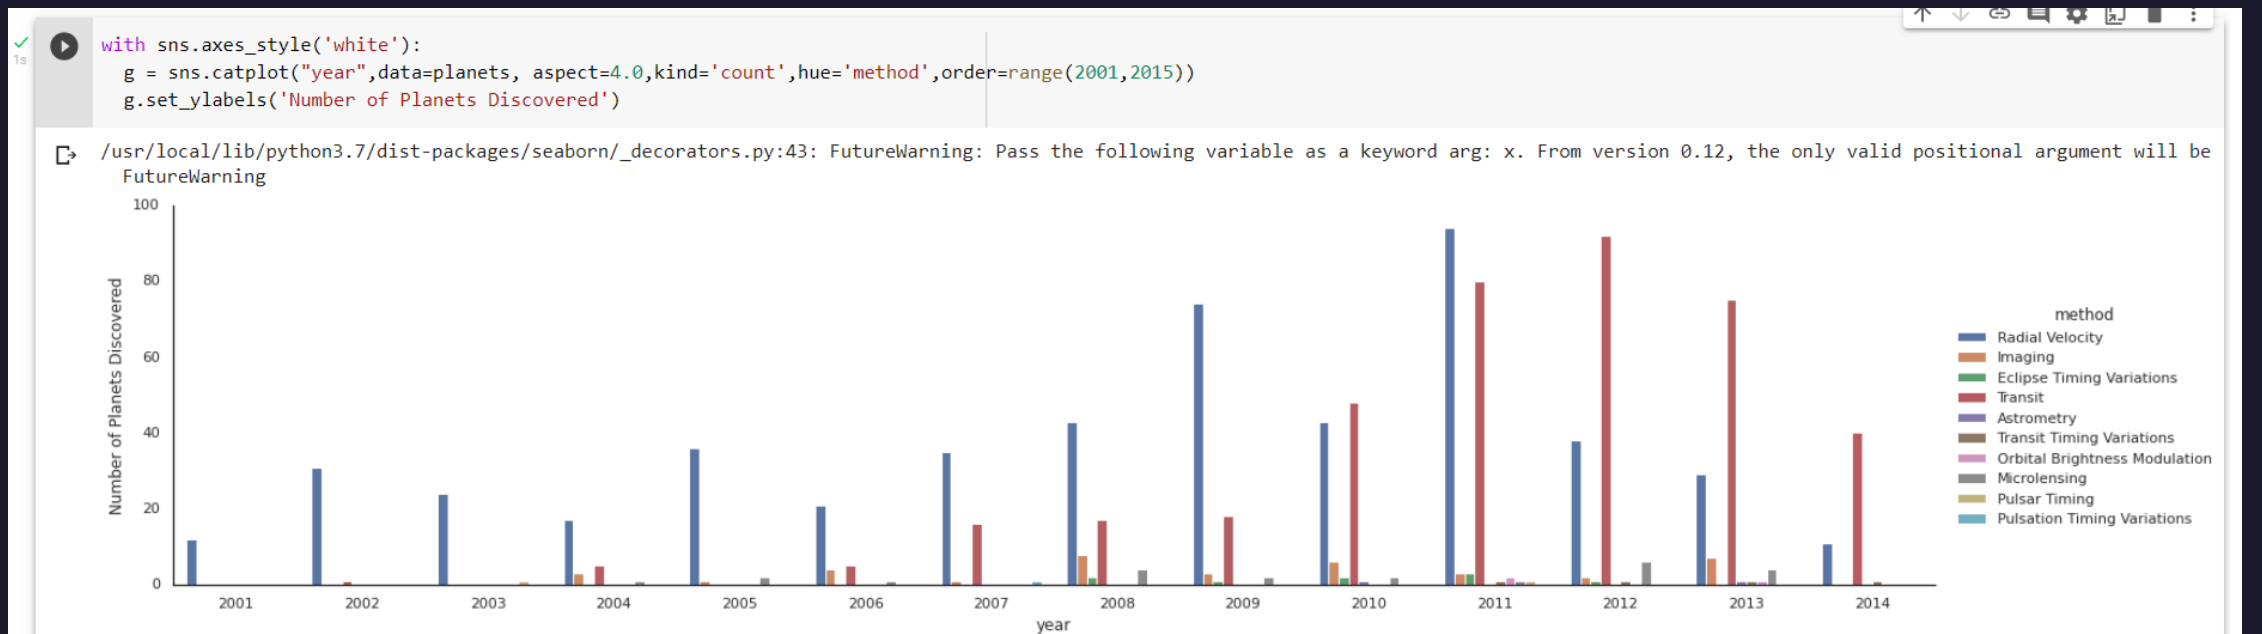 with sns.axes_style('white'):
g = sns.catplot("year",data=planets, aspect=4.0,kind='count',hue='method',order=range(2001,2015))
g.set_ylabels('Number of Planets Discovered')
1s
/usr/local/lib/python3.7/dist-packages/seaborn/_decorators.py:43: FutureWarning: Pass the following variable as a keyword arg: x. From version 0.12, the only valid positional argument will be
FutureWarning
100
80
60
40
20
0
Number of Planets Discovered
2001 2002 2003 2004 2005 2006 2007 2008 2009 2010 2011 2012 2013 2014
year
method
Radial Velocity
Imaging
Eclipse Timing Variations
Transit
Astrometry
Transit Timing Variations
Orbital Brightness Modulation
Microlensing
Pulsar Timing
Pulsation Timing Variations